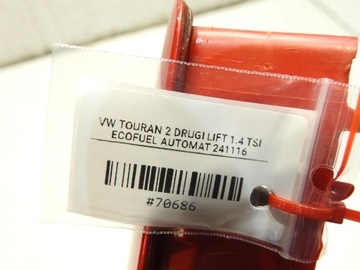 VW TOURAN 2 DRUGI LIFT 1.4 TSI
ECOFUEL AUTOMAT 241116
#70686